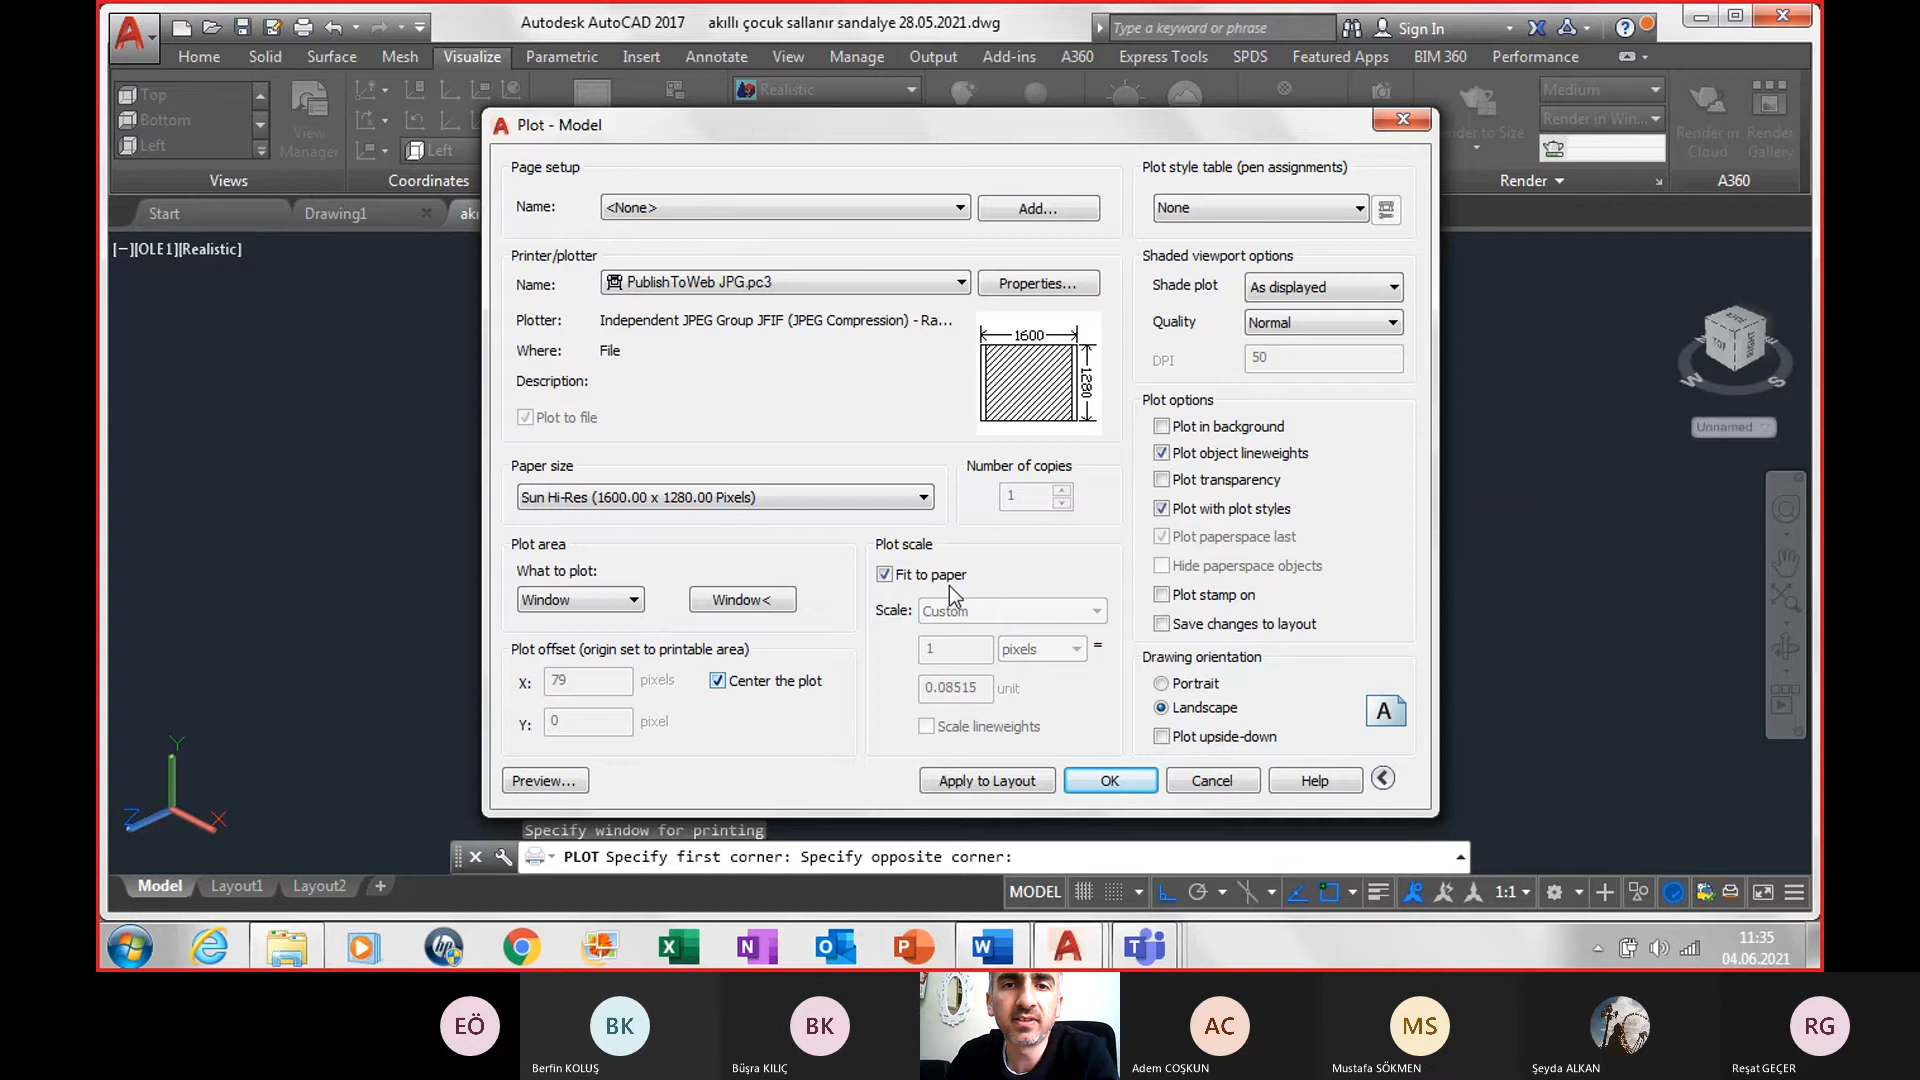 Autodesk AutoCAD 2017 akıllı çocuk sallanır sandalye 28.05.2021.dwg
Type a keyword or phrase
Sign In
Home Solid Surface Mesh Visualize Parametric Insert Annotate View Manage Output Add-ins A360 Express Tools SPDS Featured Apps BIM 360 Performance
Top
Bottom
Left
View
Manager
Left
Realistic
nder to Size
Medium
Render in Win...
Render in
Cloud
Render
Gallery
Views
Coordinates
Render
A360
Start
Drawing1
akı
[−][OLE1][Realistic]
Plot - Model
Page setup
Name: <None> Add...
Printer/plotter
Name: PublishToWeb JPG.pc3 Properties...
Plotter: Independent JPEG Group JFIF (JPEG Compression) - Ra...
Where: File
Description:
Plot to file
1600
1280
Paper size
Sun Hi-Res (1600.00 x 1280.00 Pixels)
Number of copies
1
Plot area
What to plot:
Window Window<
Plot offset (origin set to printable area)
X: 79 pixels Center the plot
Y: 0 pixel
Plot scale
Fit to paper
Scale: Custom
1 pixels =
0.08515 unit
Scale lineweights
Plot style table (pen assignments)
None
Shaded viewport options
Shade plot As displayed
Quality Normal
DPI 50
Plot options
Plot in background
Plot object lineweights
Plot transparency
Plot with plot styles
Plot paperspace last
Hide paperspace objects
Plot stamp on
Save changes to layout
Drawing orientation
Portrait
Landscape
Plot upside-down
A
Preview... Apply to Layout OK Cancel Help
TOP
RIGHT
W
S
Unnamed
Y
Z
X
Specify window for printing
PLOT Specify first corner: Specify opposite corner:
Model Layout1 Layout2 +
MODEL 1:1
11:35
04.06.2021
EÖ
BK
Berfin KOLUŞ
BK
Büşra KILIÇ
AC
Adem COŞKUN
MS
Mustafa SÖKMEN
Şeyda ALKAN
RG
Reşat GEÇER